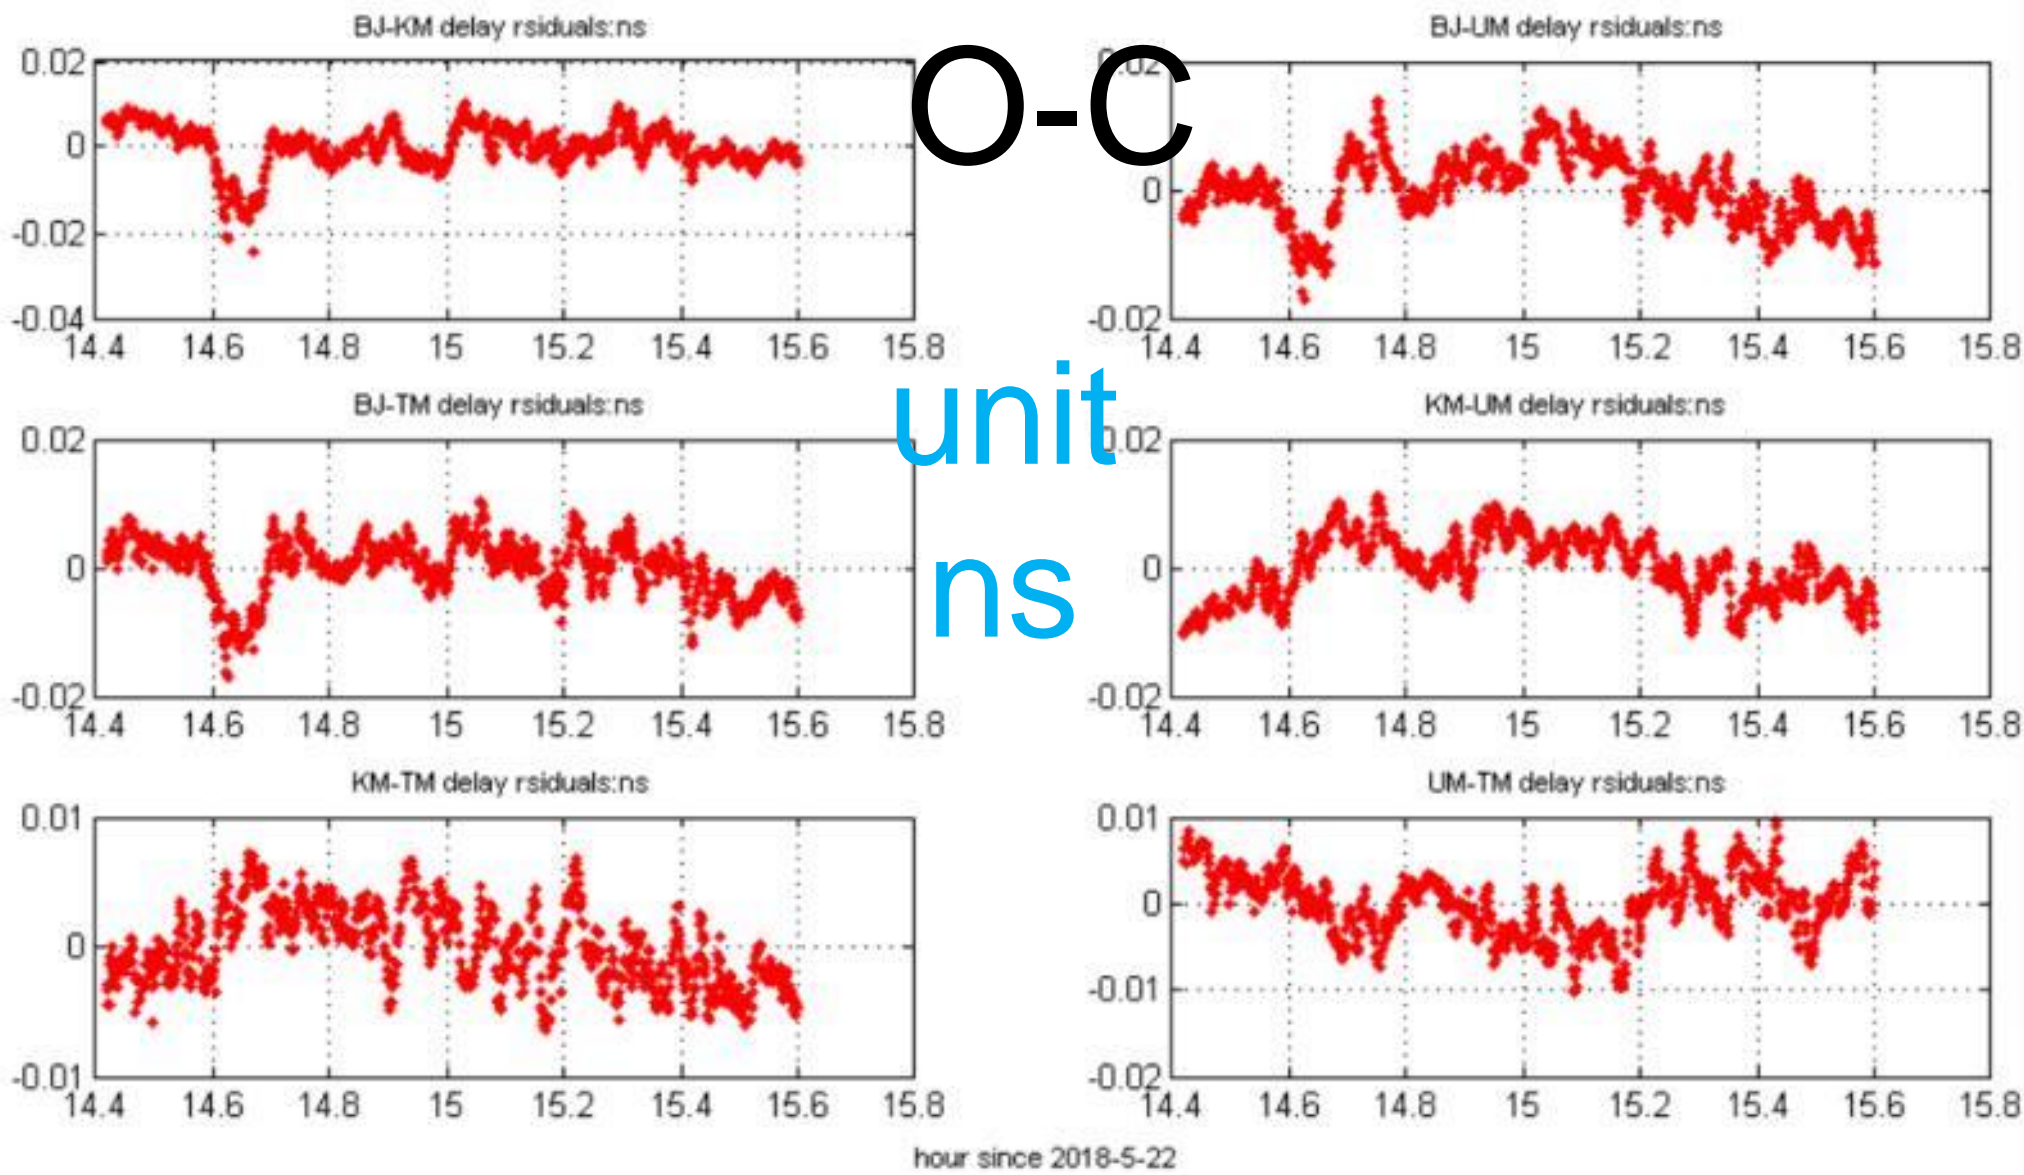 BJ-KM delay rsiduals:ns
0.02
0
-0.02
-0.04
14.4 14.6 14.8 15 15.2 15.4 15.6 15.8
O-C
BJ-UM delay rsiduals:ns
0.02
0
-0.02
14.4 14.6 14.8 15 15.2 15.4 15.6 15.8
BJ-TM delay rsiduals:ns
0.02
0
-0.02
14.4 14.6 14.8 15 15.2 15.4 15.6 15.8
unit
ns
KM-UM delay rsiduals:ns
0.02
0
-0.02
14.4 14.6 14.8 15 15.2 15.4 15.6 15.8
KM-TM delay rsiduals:ns
0.01
0
-0.01
14.4 14.6 14.8 15 15.2 15.4 15.6 15.8
UM-TM delay rsiduals:ns
0.01
0
-0.01
-0.02
14.4 14.6 14.8 15 15.2 15.4 15.6 15.8
hour since 2018-5-22